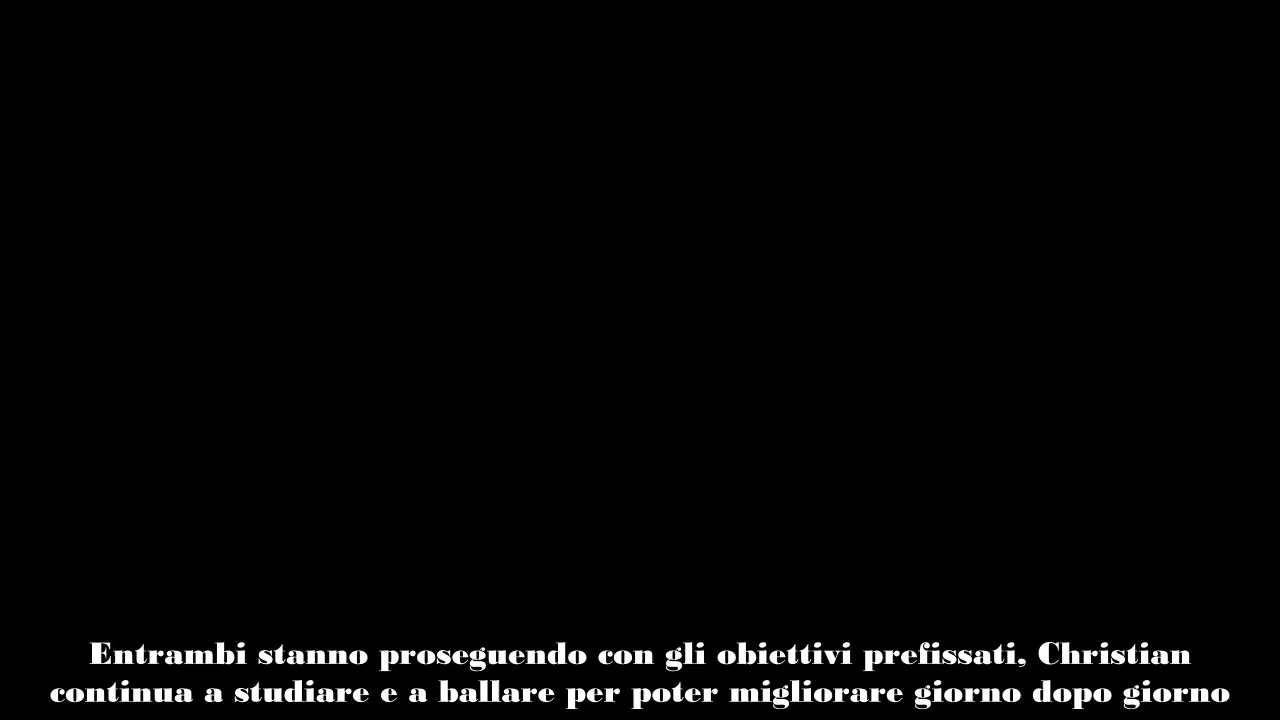 Entrambi stanno proseguendo con gli obiettivi prefissati, Christian
continua a studiare e a ballare per poter migliorare giorno dopo giorno